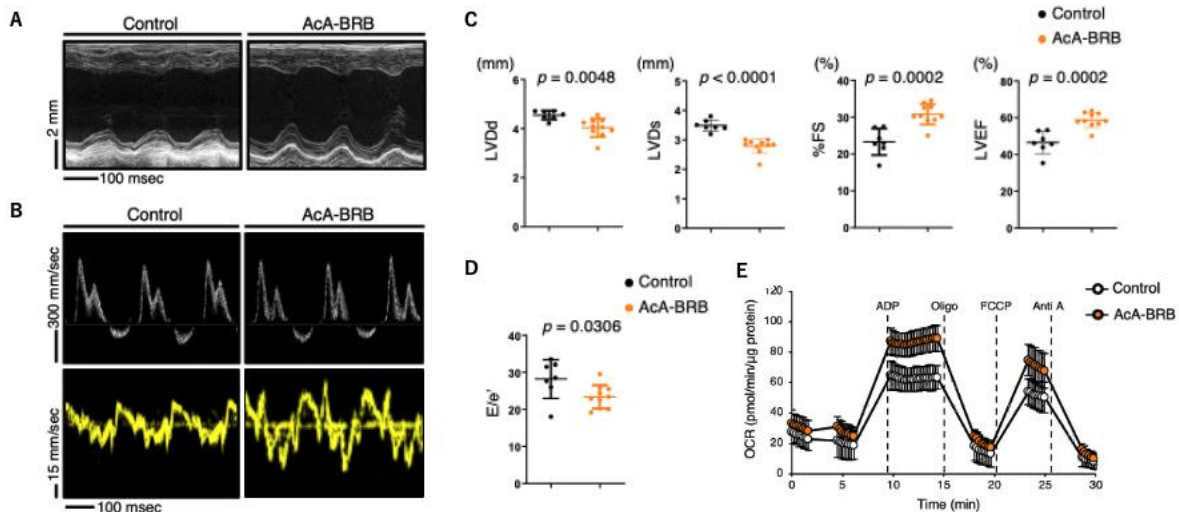 A
Control
AcA-BRB
2 mm
100 msec
B
Control
AcA-BRB
300 mm/sec
15 mm/sec
100 msec
C
Control
AcA-BRB
(mm)
p = 0.0048
LVDd
6
4
2
0
(mm)
p < 0.0001
LVDs
5
4
3
2
1
0
(%)
p = 0.0002
%FS
40
30
20
10
0
(%)
p = 0.0002
LVEF
80
60
40
20
0
D
Control
AcA-BRB
p = 0.0306
E/e'
40
30
20
10
0
E
Control
AcA-BRB
ADP
Oligo
FCCP
Anti A
OCR (pmol/min/µg protein)
120
100
80
60
40
20
0
0 5 10 15 20 25 30
Time (min)